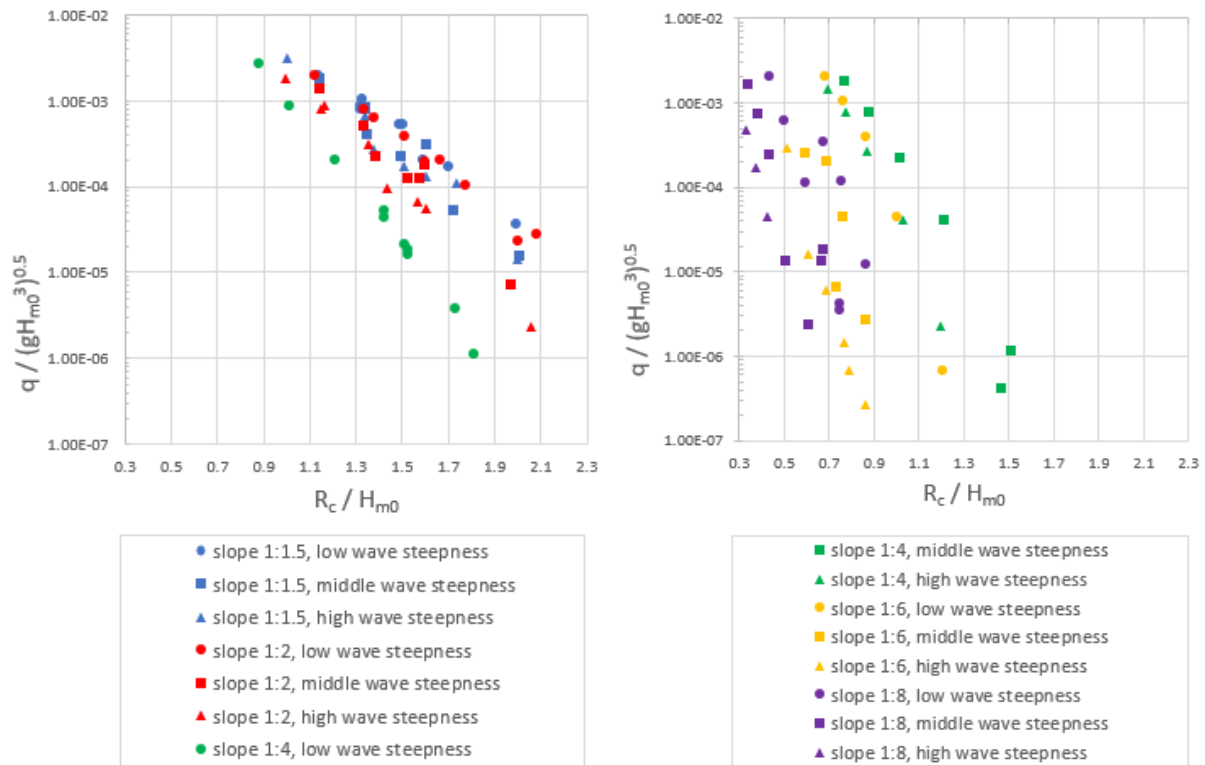 1.00E-02
1.00E-03
1.00E-04
1.00E-05
1.00E-06
1.00E-07
q / (gHm0³)^0.5
0.3 0.5 0.7 0.9 1.1 1.3 1.5 1.7 1.9 2.1 2.3
Rc / Hm0
slope 1:1.5, low wave steepness
slope 1:1.5, middle wave steepness
slope 1:1.5, high wave steepness
slope 1:2, low wave steepness
slope 1:2, middle wave steepness
slope 1:2, high wave steepness
slope 1:4, low wave steepness
1.00E-02
1.00E-03
1.00E-04
1.00E-05
1.00E-06
1.00E-07
q / (gHm0³)^0.5
0.3 0.5 0.7 0.9 1.1 1.3 1.5 1.7 1.9 2.1 2.3
Rc / Hm0
slope 1:4, middle wave steepness
slope 1:4, high wave steepness
slope 1:6, low wave steepness
slope 1:6, middle wave steepness
slope 1:6, high wave steepness
slope 1:8, low wave steepness
slope 1:8, middle wave steepness
slope 1:8, high wave steepness